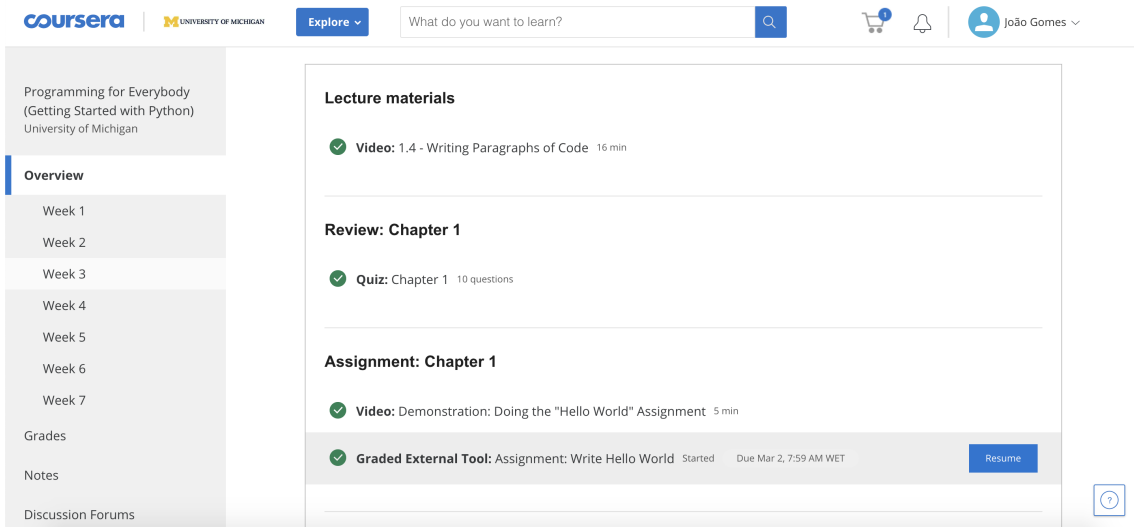 coursera
M UNIVERSITY OF MICHIGAN
Explore
What do you want to learn?
1
João Gomes
Programming for Everybody
(Getting Started with Python)
University of Michigan
Overview
Week 1
Week 2
Week 3
Week 4
Week 5
Week 6
Week 7
Grades
Notes
Discussion Forums
Lecture materials
Video: 1.4 - Writing Paragraphs of Code 16 min
Review: Chapter 1
Quiz: Chapter 1 10 questions
Assignment: Chapter 1
Video: Demonstration: Doing the "Hello World" Assignment 5 min
Graded External Tool: Assignment: Write Hello World Started Due Mar 2, 7:59 AM WET Resume
?